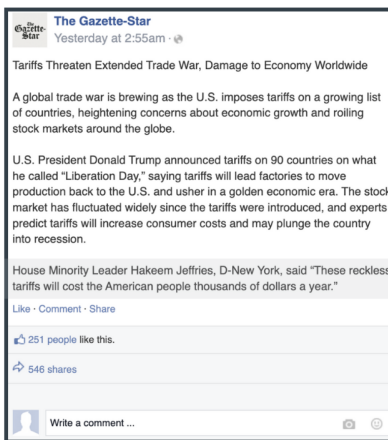 The
Gazette-
Star
The Gazette-Star
Yesterday at 2:55am ·
Tariffs Threaten Extended Trade War, Damage to Economy Worldwide
A global trade war is brewing as the U.S. imposes tariffs on a growing list
of countries, heightening concerns about economic growth and roiling
stock markets around the globe.
U.S. President Donald Trump announced tariffs on 90 countries on what
he called “Liberation Day,” saying tariffs will lead factories to move
production back to the U.S. and usher in a golden economic era. The stock
market has fluctuated widely since the tariffs were introduced, and experts
predict tariffs will increase consumer costs and may plunge the country
into recession.
House Minority Leader Hakeem Jeffries, D-New York, said “These reckless
tariffs will cost the American people thousands of dollars a year.”
Like · Comment · Share
251 people like this.
546 shares
Write a comment ...